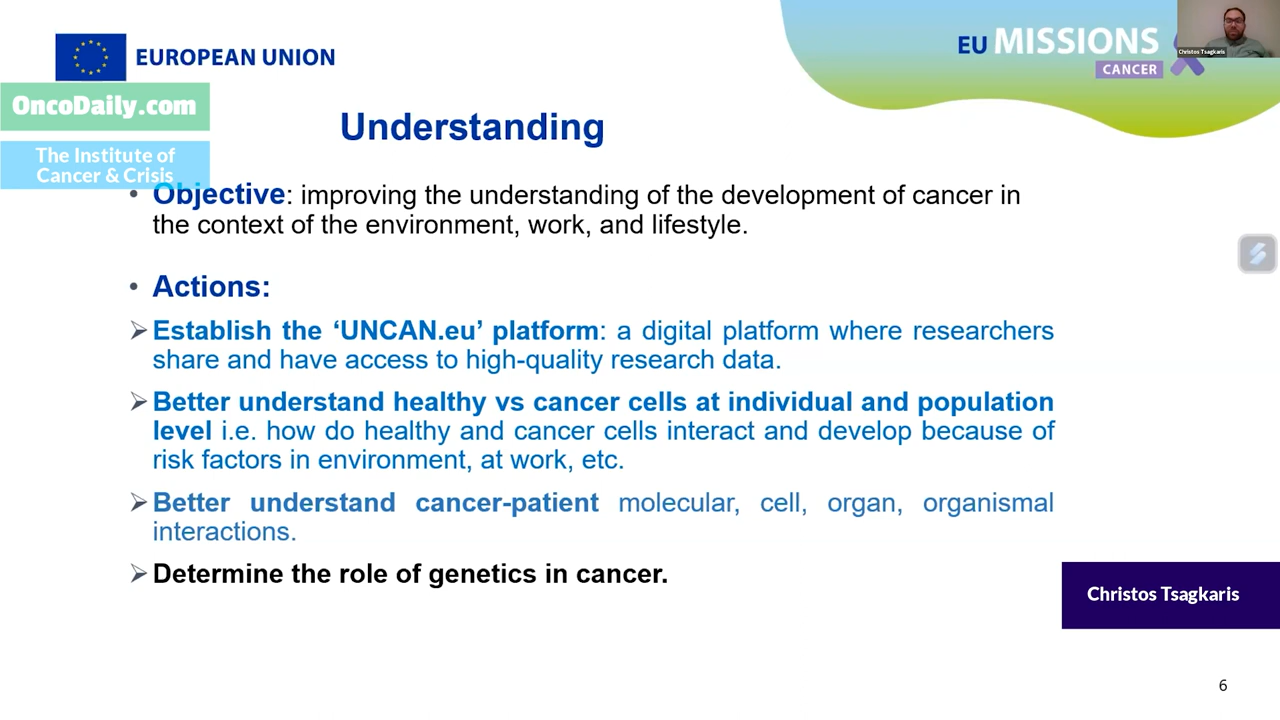 EUROPEAN UNION
EU MISSIONS
CANCER
Christos Tsagkaris
OncoDaily.com
The Institute of
Cancer & Crisis
Understanding
• Objective: improving the understanding of the development of cancer in
the context of the environment, work, and lifestyle.
• Actions:
➢ Establish the ‘UNCAN.eu’ platform: a digital platform where researchers
share and have access to high-quality research data.
➢ Better understand healthy vs cancer cells at individual and population
level i.e. how do healthy and cancer cells interact and develop because of
risk factors in environment, at work, etc.
➢ Better understand cancer-patient molecular, cell, organ, organismal
interactions.
➢ Determine the role of genetics in cancer.
Christos Tsagkaris
6